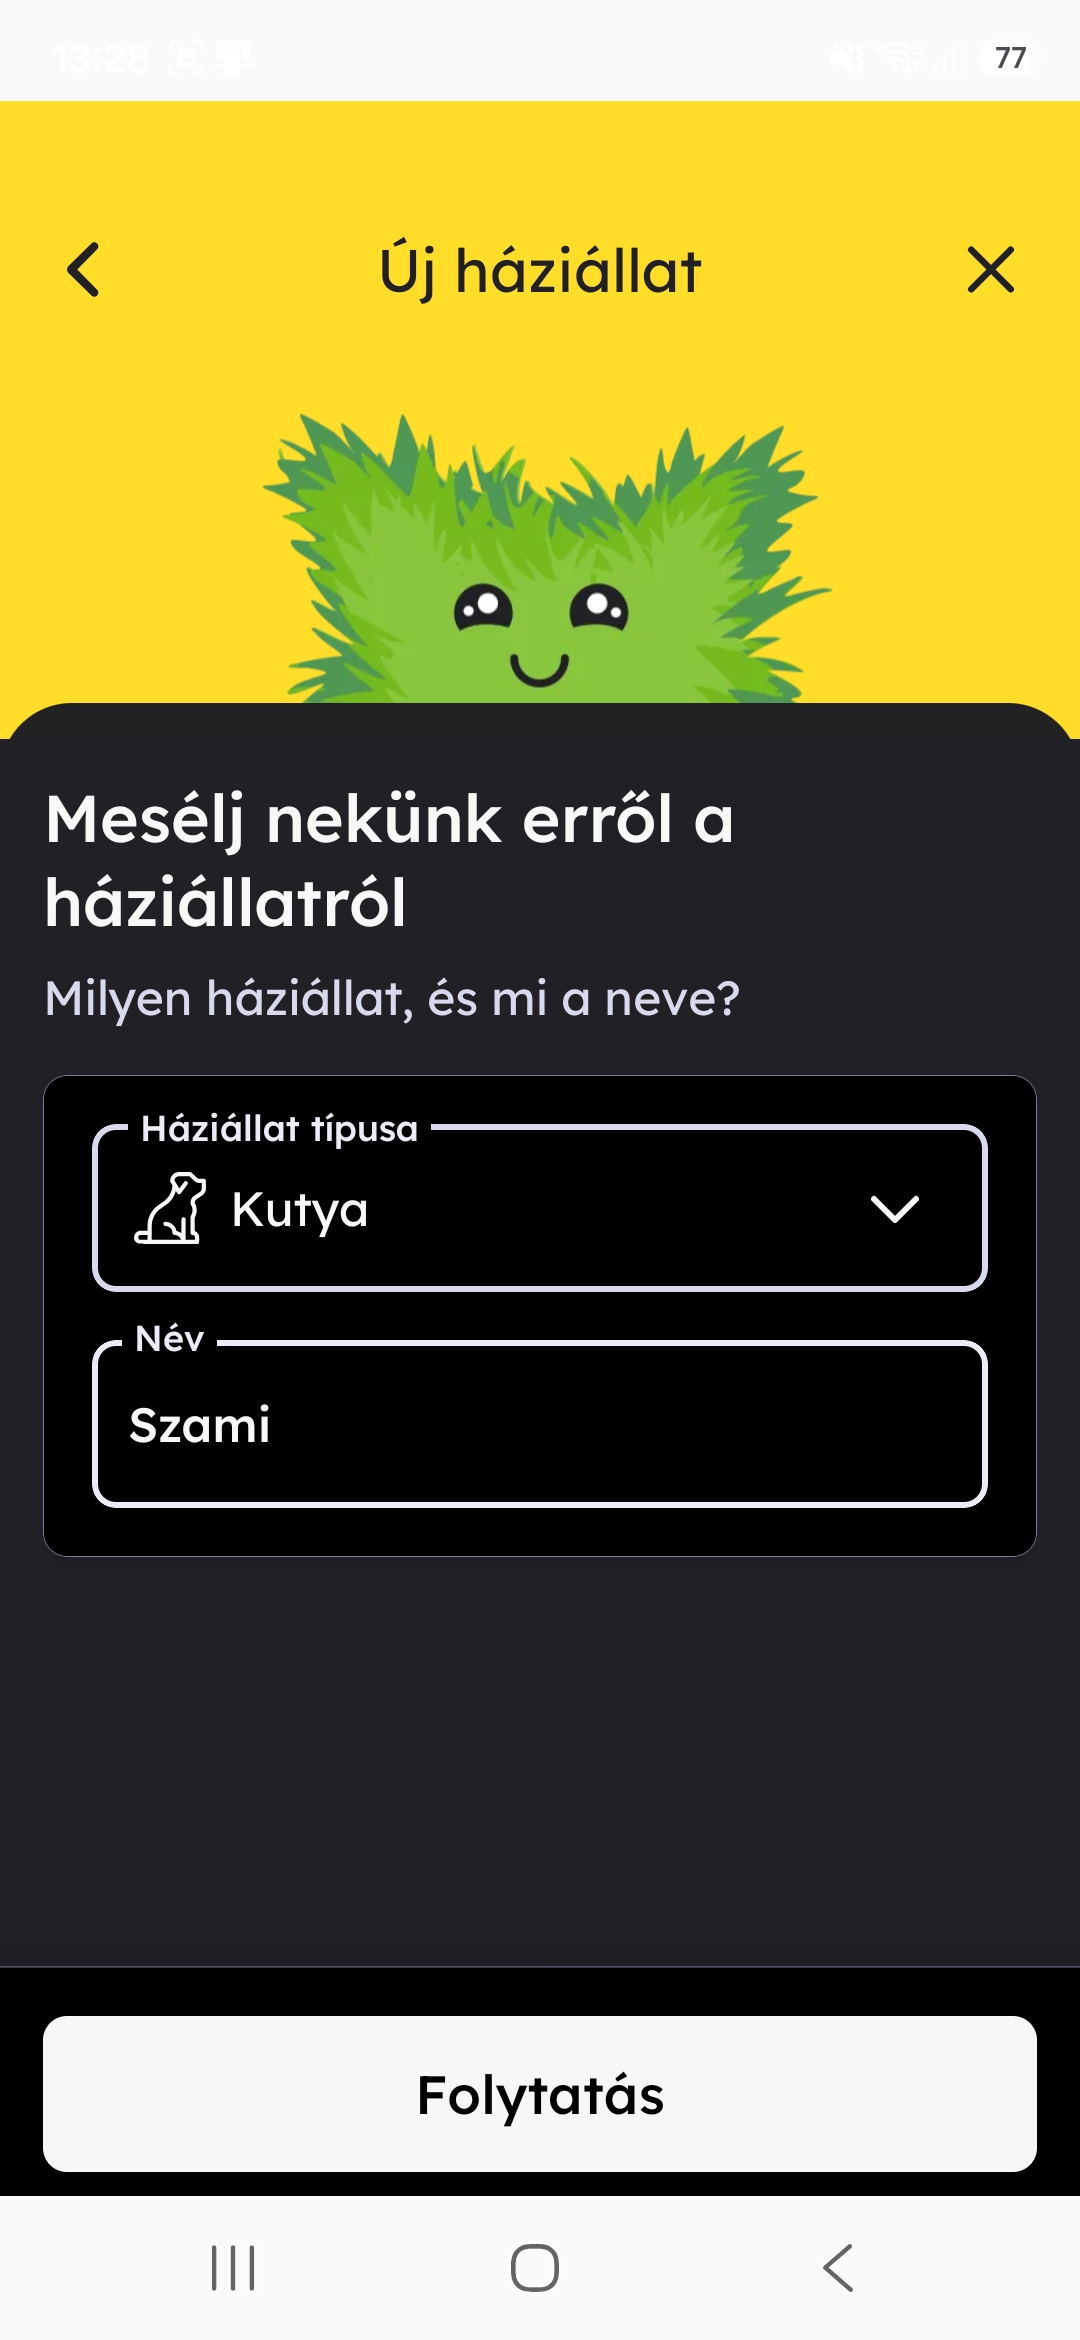 13:28
77
Új háziállat
Mesélj nekünk erről a
háziállatról
Milyen háziállat, és mi a neve?
Háziállat típusa
Kutya
Név
Szami
Folytatás